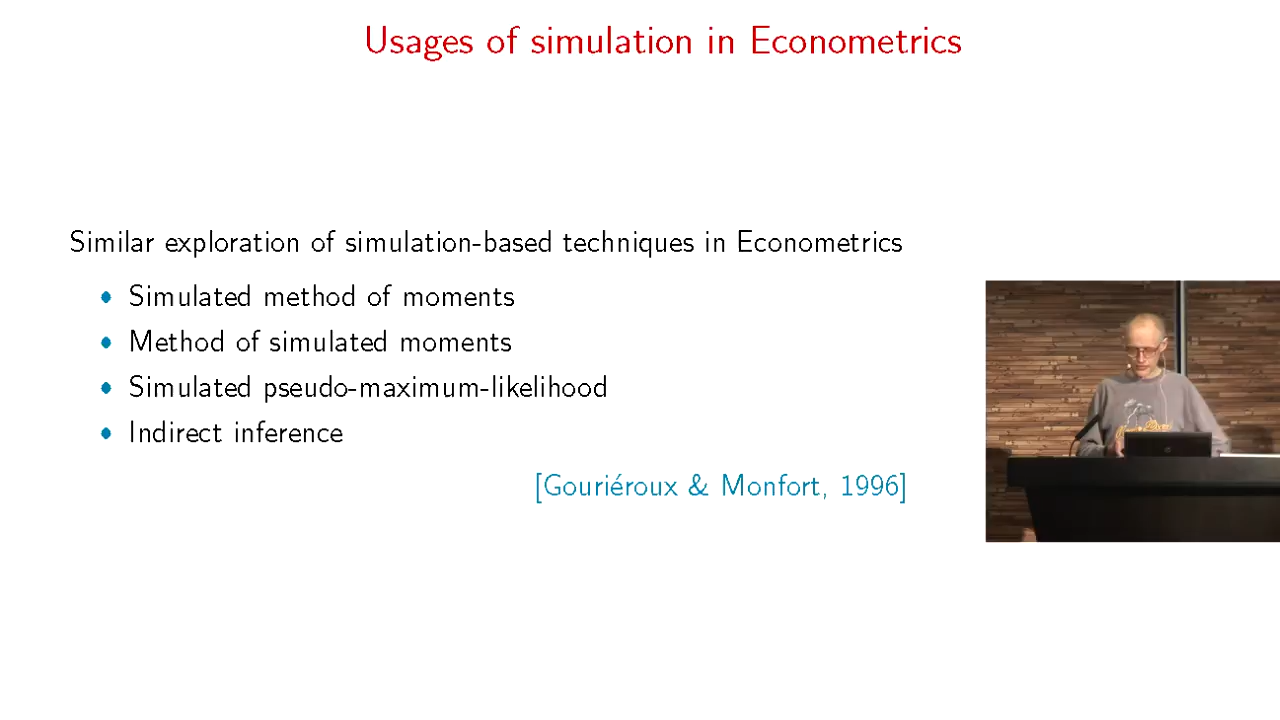 Usages of simulation in Econometrics
Similar exploration of simulation-based techniques in Econometrics
• Simulated method of moments
• Method of simulated moments
• Simulated pseudo-maximum-likelihood
• Indirect inference
[Gouriéroux & Monfort, 1996]